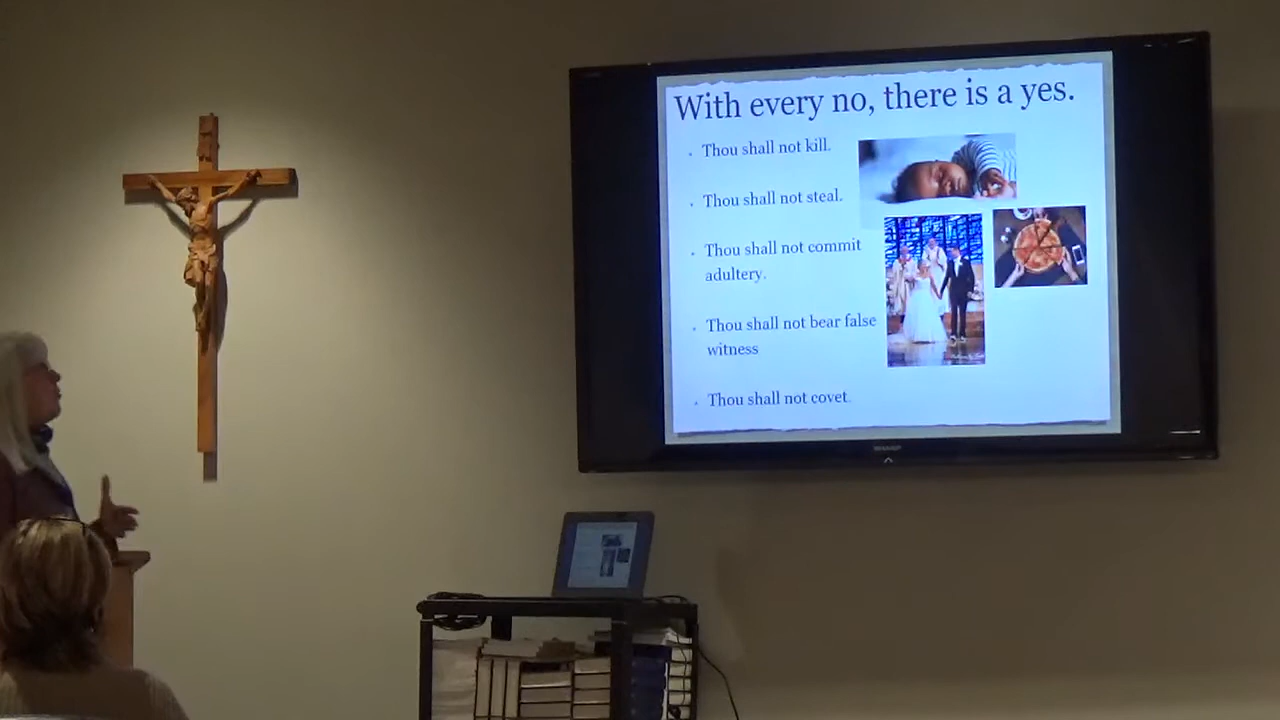 With every no, there is a yes.
Thou shall not kill.
Thou shall not steal.
Thou shall not commit
adultery.
Thou shall not bear false
witness
Thou shall not covet.
SHARP